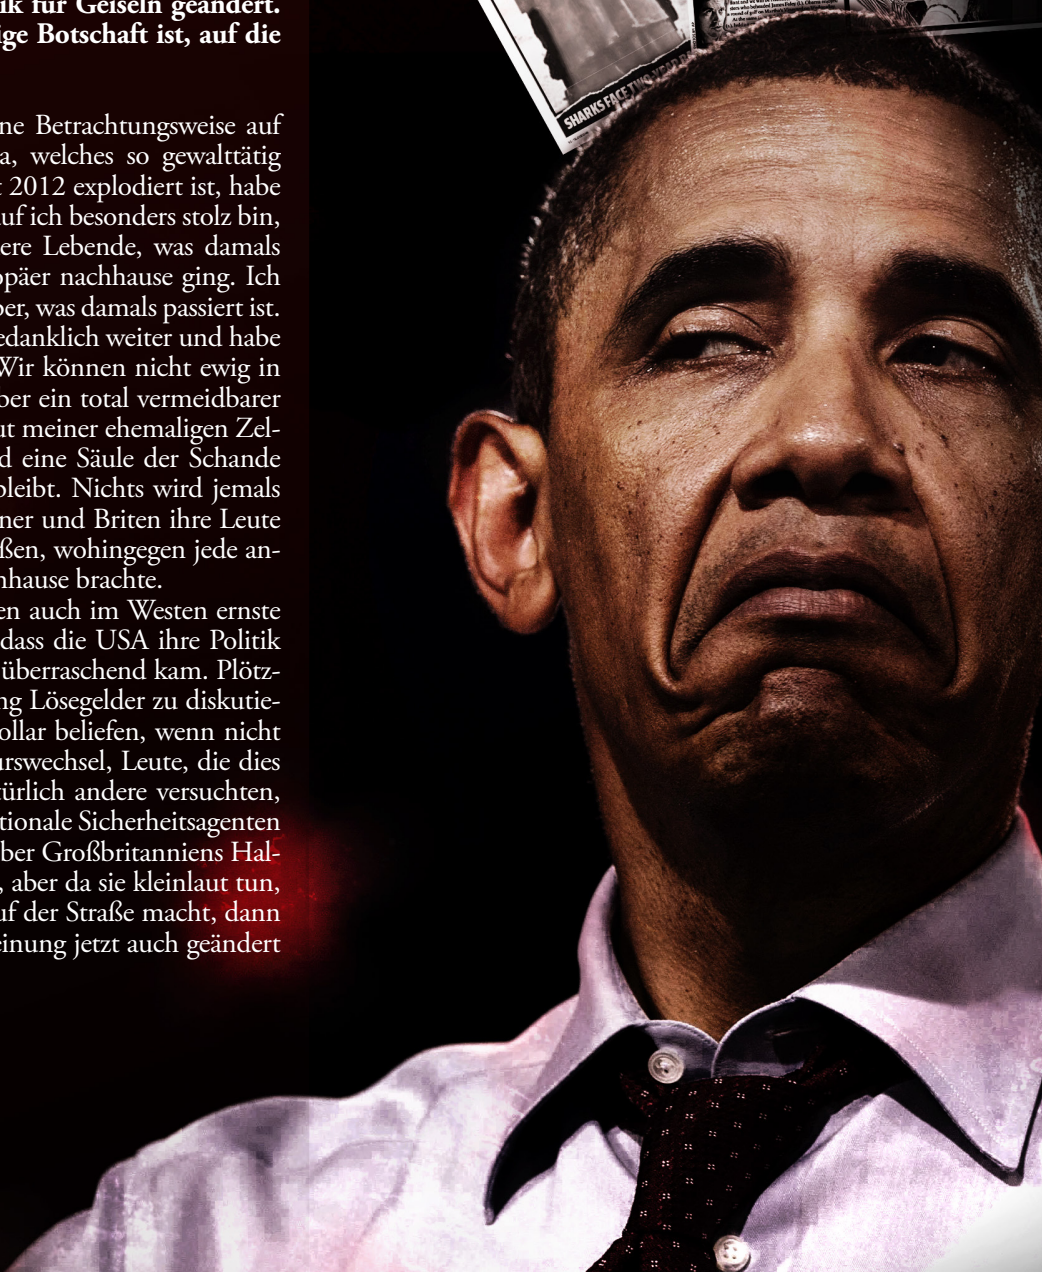 ik für Geiseln geändert.
ige Botschaft ist, auf die
ne Betrachtungsweise auf
a, welches so gewalttätig
t 2012 explodiert ist, habe
uf ich besonders stolz bin,
ere Lebende, was damals
opäer nachhause ging. Ich
ber, was damals passiert ist.
edanklich weiter und habe
Wir können nicht ewig in
ber ein total vermeidbarer
ut meiner ehemaligen Zel-
d eine Säule der Schande
bleibt. Nichts wird jemals
ner und Briten ihre Leute
ßen, wohingegen jede an-
nhause brachte.
en auch im Westen ernste
dass die USA ihre Politik
überraschend kam. Plötz-
ng Lösegelder zu diskutie-
ollar beliefen, wenn nicht
urswechsel, Leute, die dies
türlich andere versuchten,
tionale Sicherheitsagenten
ber Großbritanniens Hal-
, aber da sie kleinlaut tun,
uf der Straße macht, dann
einung jetzt auch geändert
SHARKS FACE TWO-YEAR